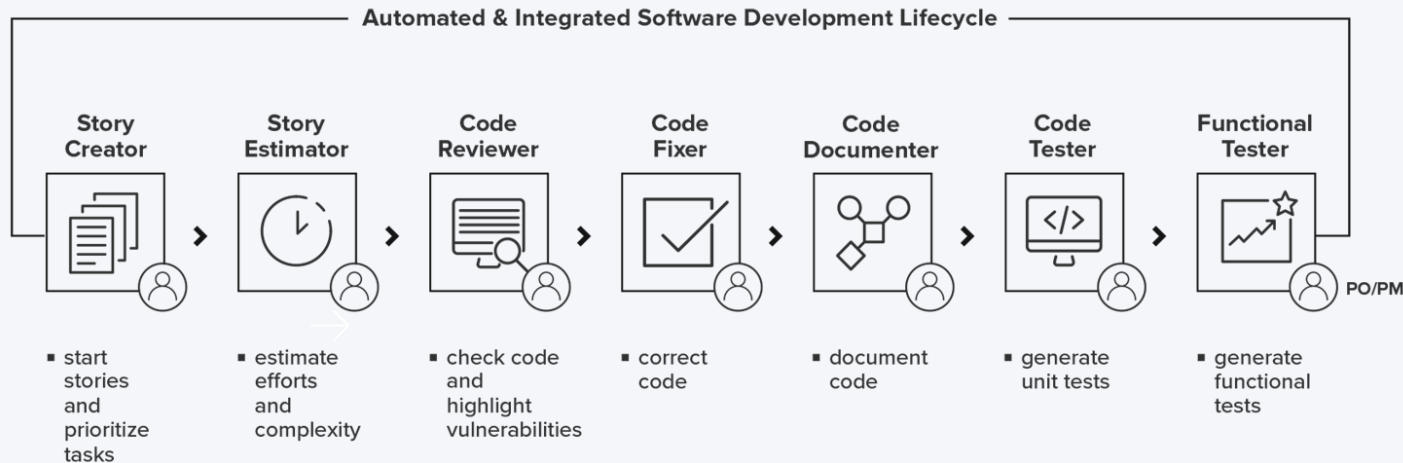 Automated & Integrated Software Development Lifecycle
Story
Creator
Story
Estimator
Code
Reviewer
Code
Fixer
Code
Documenter
Code
Tester
Functional
Tester
</>
PO/PM
▪ start
stories
and
prioritize
tasks
▪ estimate
efforts
and
complexity
▪ check code
and
highlight
vulnerabilities
▪ correct
code
▪ document
code
▪ generate
unit tests
▪ generate
functional
tests